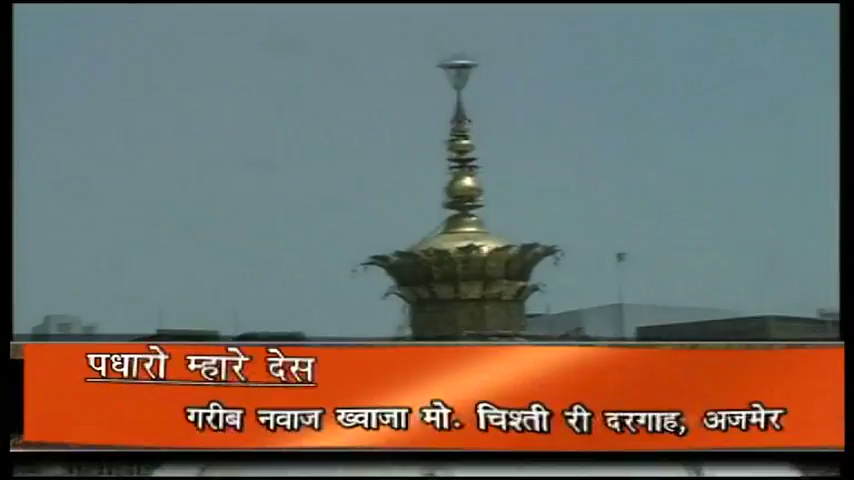 पधारो म्हारे देस
गरीब नवाज ख्वाजा मो. चिश्ती री दरगाह, अजमेर